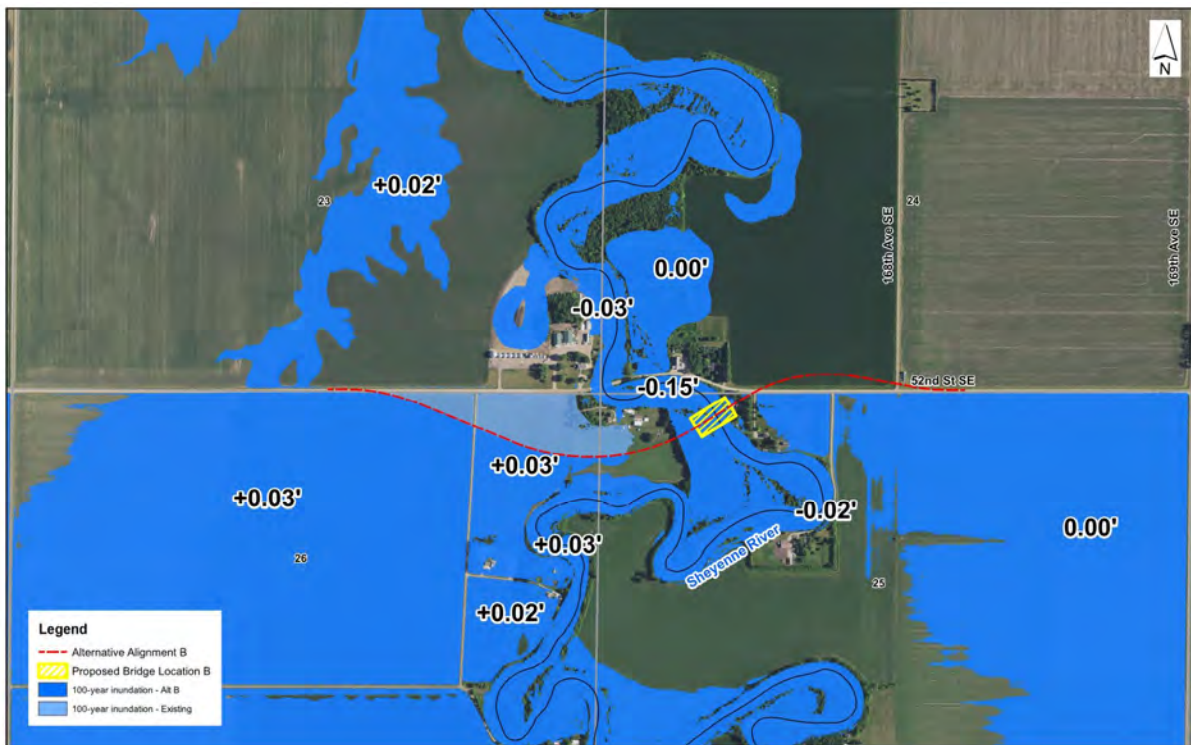 N
+0.02'
23
24
168th Ave SE
169th Ave SE
0.00'
-0.03'
-0.15'
52nd St SE
+0.03'
+0.03'
-0.02'
0.00'
+0.03'
26
Sheyenne River
25
+0.02'
Legend
Alternative Alignment B
Proposed Bridge Location B
100-year inundation - Alt B
100-year inundation - Existing